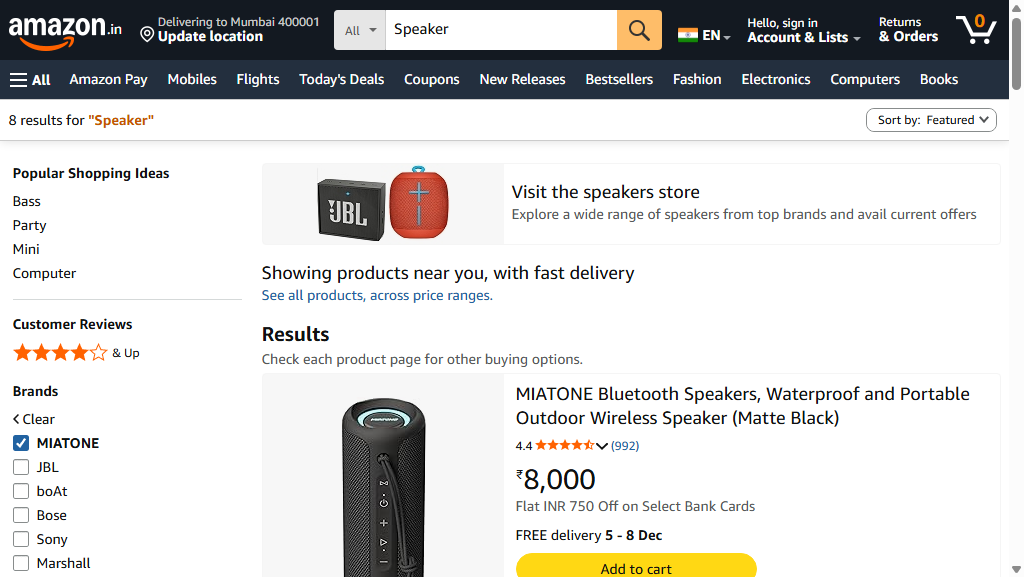 amazon.in
Delivering to Mumbai 400001
Update location
All
Speaker
EN
Hello, sign in
Account & Lists
Returns
& Orders
0
All
Amazon Pay
Mobiles
Flights
Today's Deals
Coupons
New Releases
Bestsellers
Fashion
Electronics
Computers
Books
8 results for "Speaker"
Sort by: Featured
Popular Shopping Ideas
Bass
Party
Mini
Computer
Customer Reviews
& Up
Brands
Clear
MIATONE
JBL
boAt
Bose
Sony
Marshall
JBL
Visit the speakers store
Explore a wide range of speakers from top brands and avail current offers
Showing products near you, with fast delivery
See all products, across price ranges.
Results
Check each product page for other buying options.
MIATONE Bluetooth Speakers, Waterproof and Portable
Outdoor Wireless Speaker (Matte Black)
4.4
(992)
₹8,000
Flat INR 750 Off on Select Bank Cards
FREE delivery 5 - 8 Dec
Add to cart